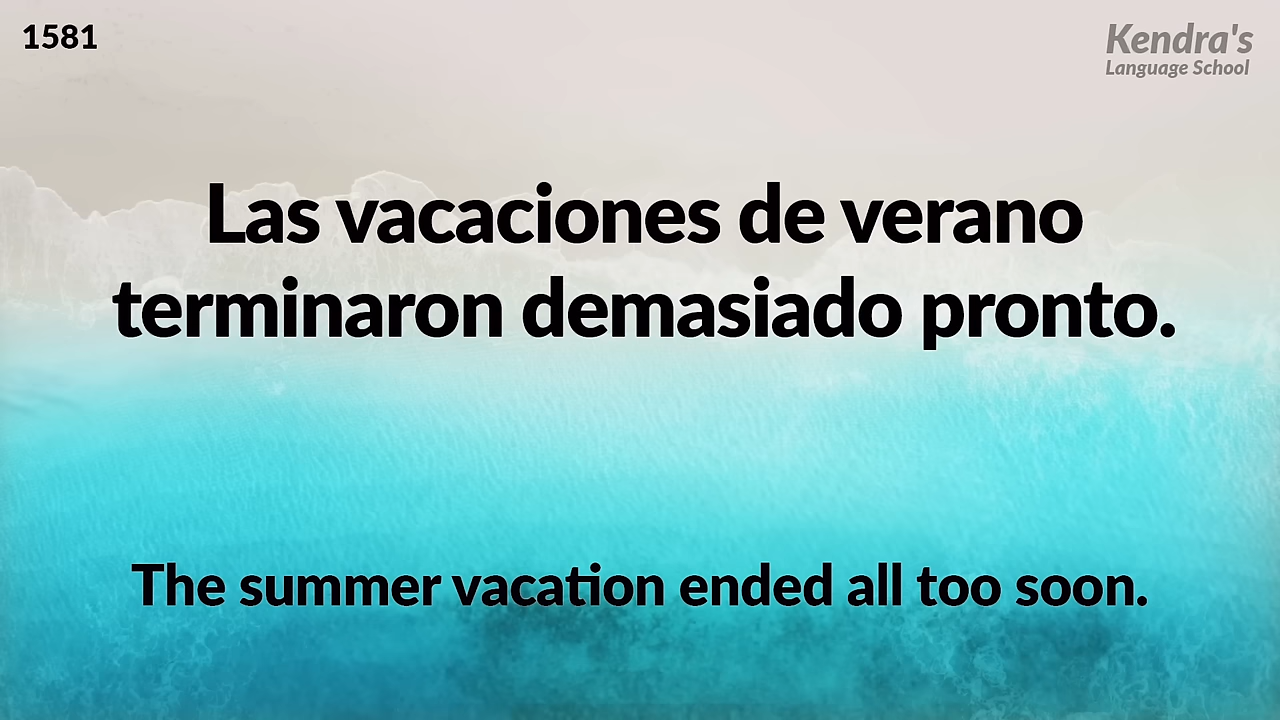 1581
Kendra's
Language School
Las vacaciones de verano
terminaron demasiado pronto.
The summer vacation ended all too soon.